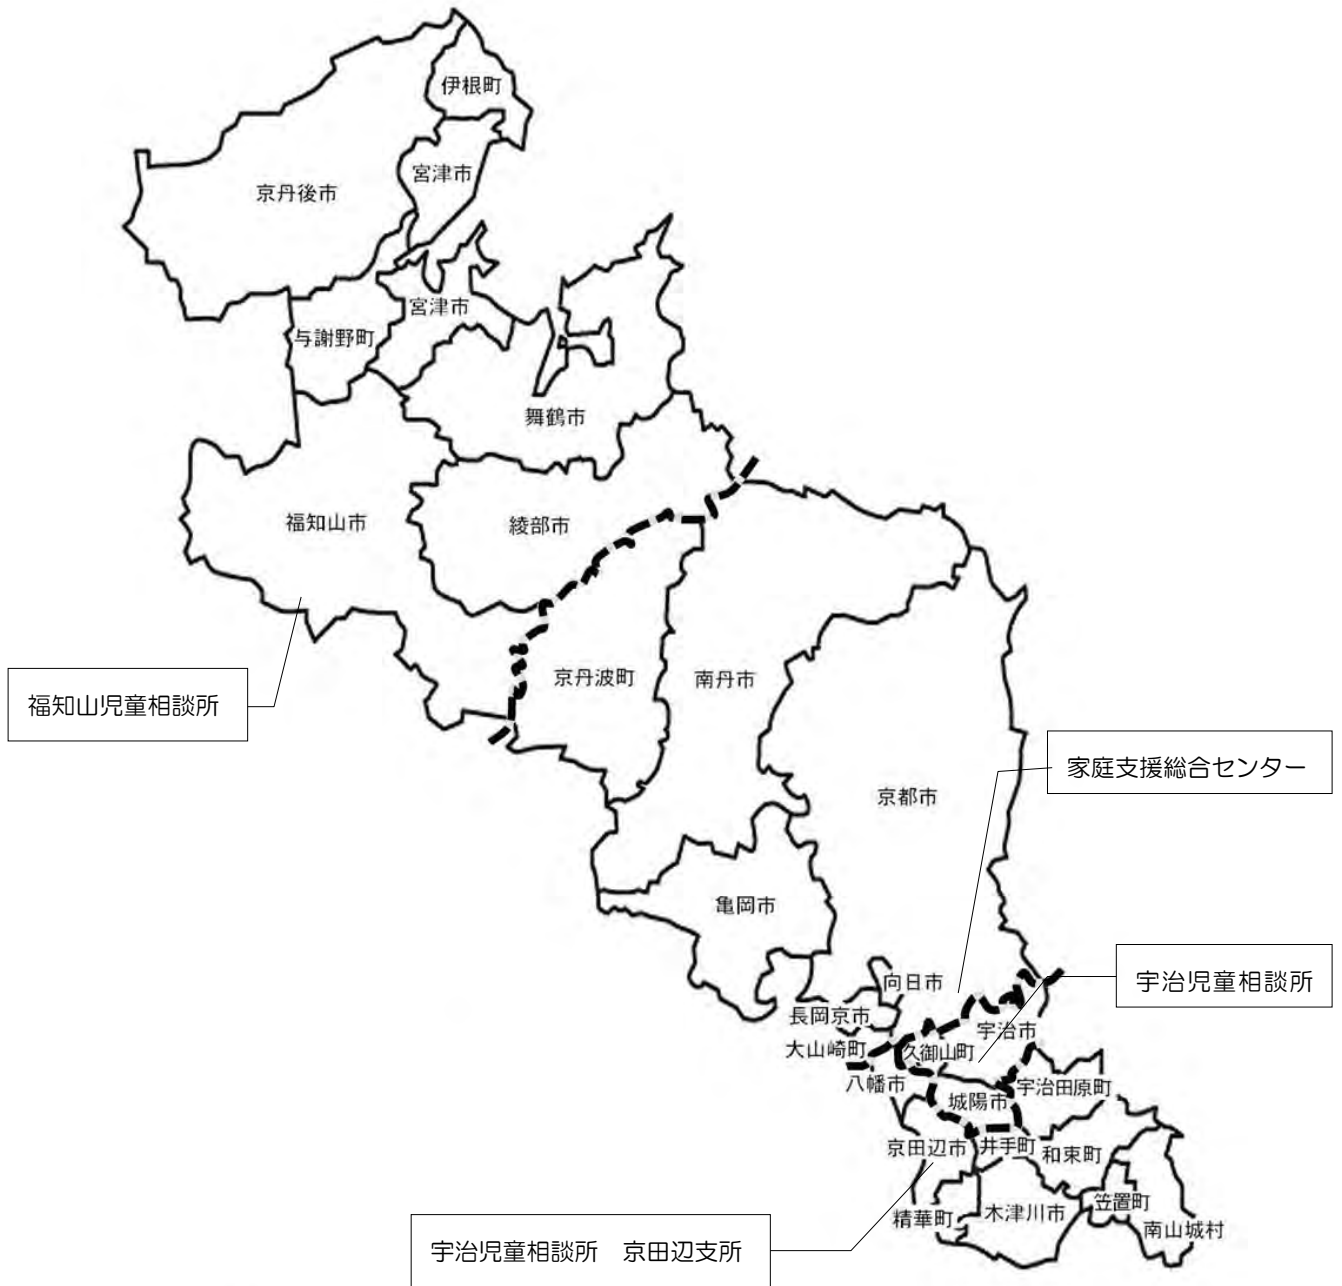 伊根町
宮津市
京丹後市
宮津市
与謝野町
舞鶴市
福知山市
綾部市
京丹波町
南丹市
福知山児童相談所
家庭支援総合センター
京都市
亀岡市
宇治児童相談所
向日市
長岡京市
宇治市
大山崎町
久御山町
八幡市
宇治田原町
城陽市
京田辺市
井手町
和束町
笠置町
精華町
木津川市
南山城村
宇治児童相談所　京田辺支所